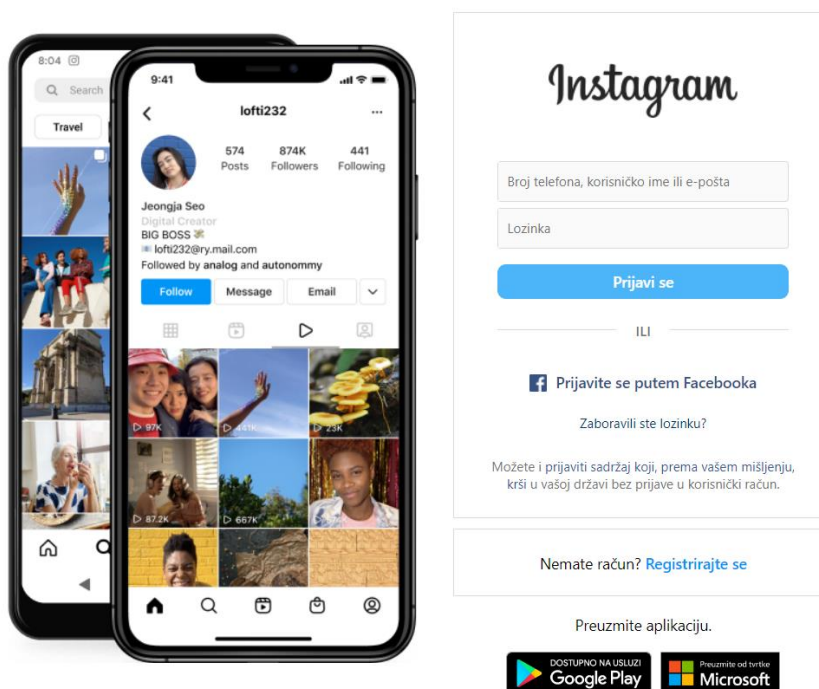 8:04
Search
Travel
9:41
lofti232
...
574 874K 441
Posts Followers Following
Jeongja Seo
Digital Creator
BIG BOSS
lofti232@ry.mail.com
Followed by analog and autonommy
Follow Message Email
97K 441K 23K
87.2K 667K
Instagram
Broj telefona, korisničko ime ili e-pošta
Lozinka
Prijavi se
ILI
Prijavite se putem Facebooka
Zaboravili ste lozinku?
Možete i prijaviti sadržaj koji, prema vašem mišljenju,
krši u vašoj državi bez prijave u korisnički račun.
Nemate račun? Registrirajte se
Preuzmite aplikaciju.
DOSTUPNO NA USLUZI
Google Play
Preuzmite od tvrtke
Microsoft